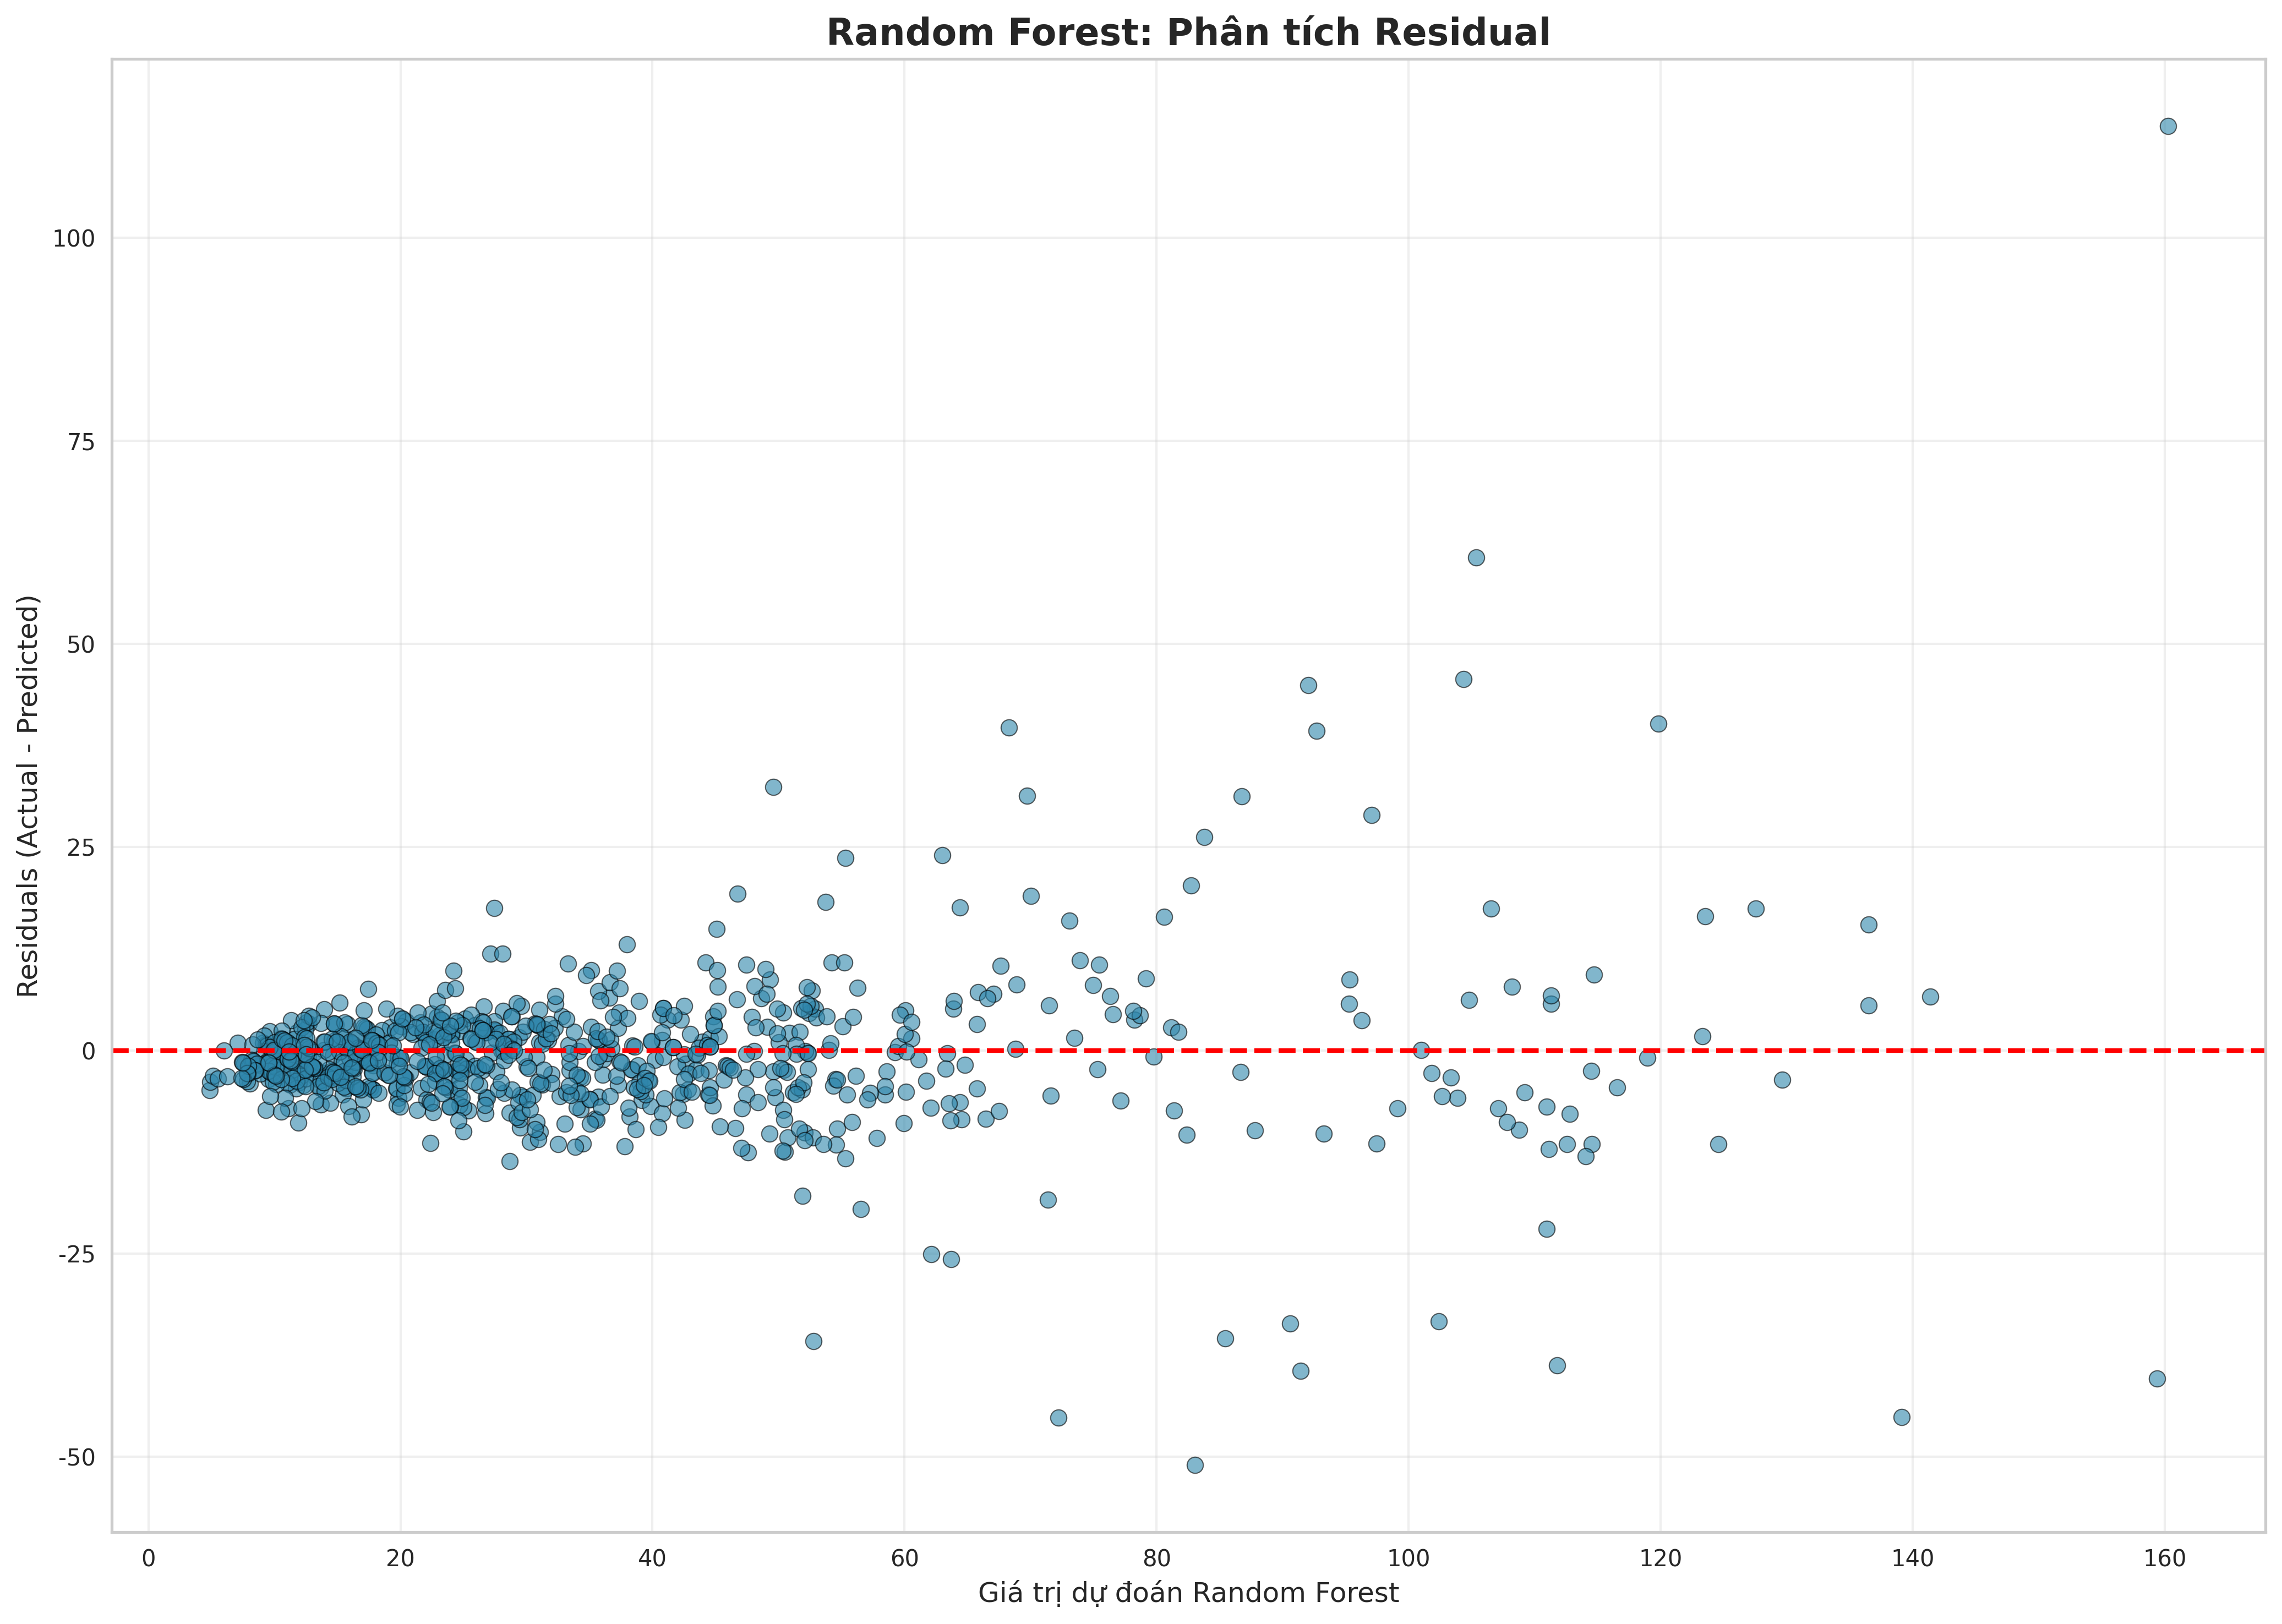 Random Forest: Phân tích Residual
Residuals (Actual - Predicted)
100
75
50
25
0
-25
-50
0 20 40 60 80 100 120 140 160
Giá trị dự đoán Random Forest